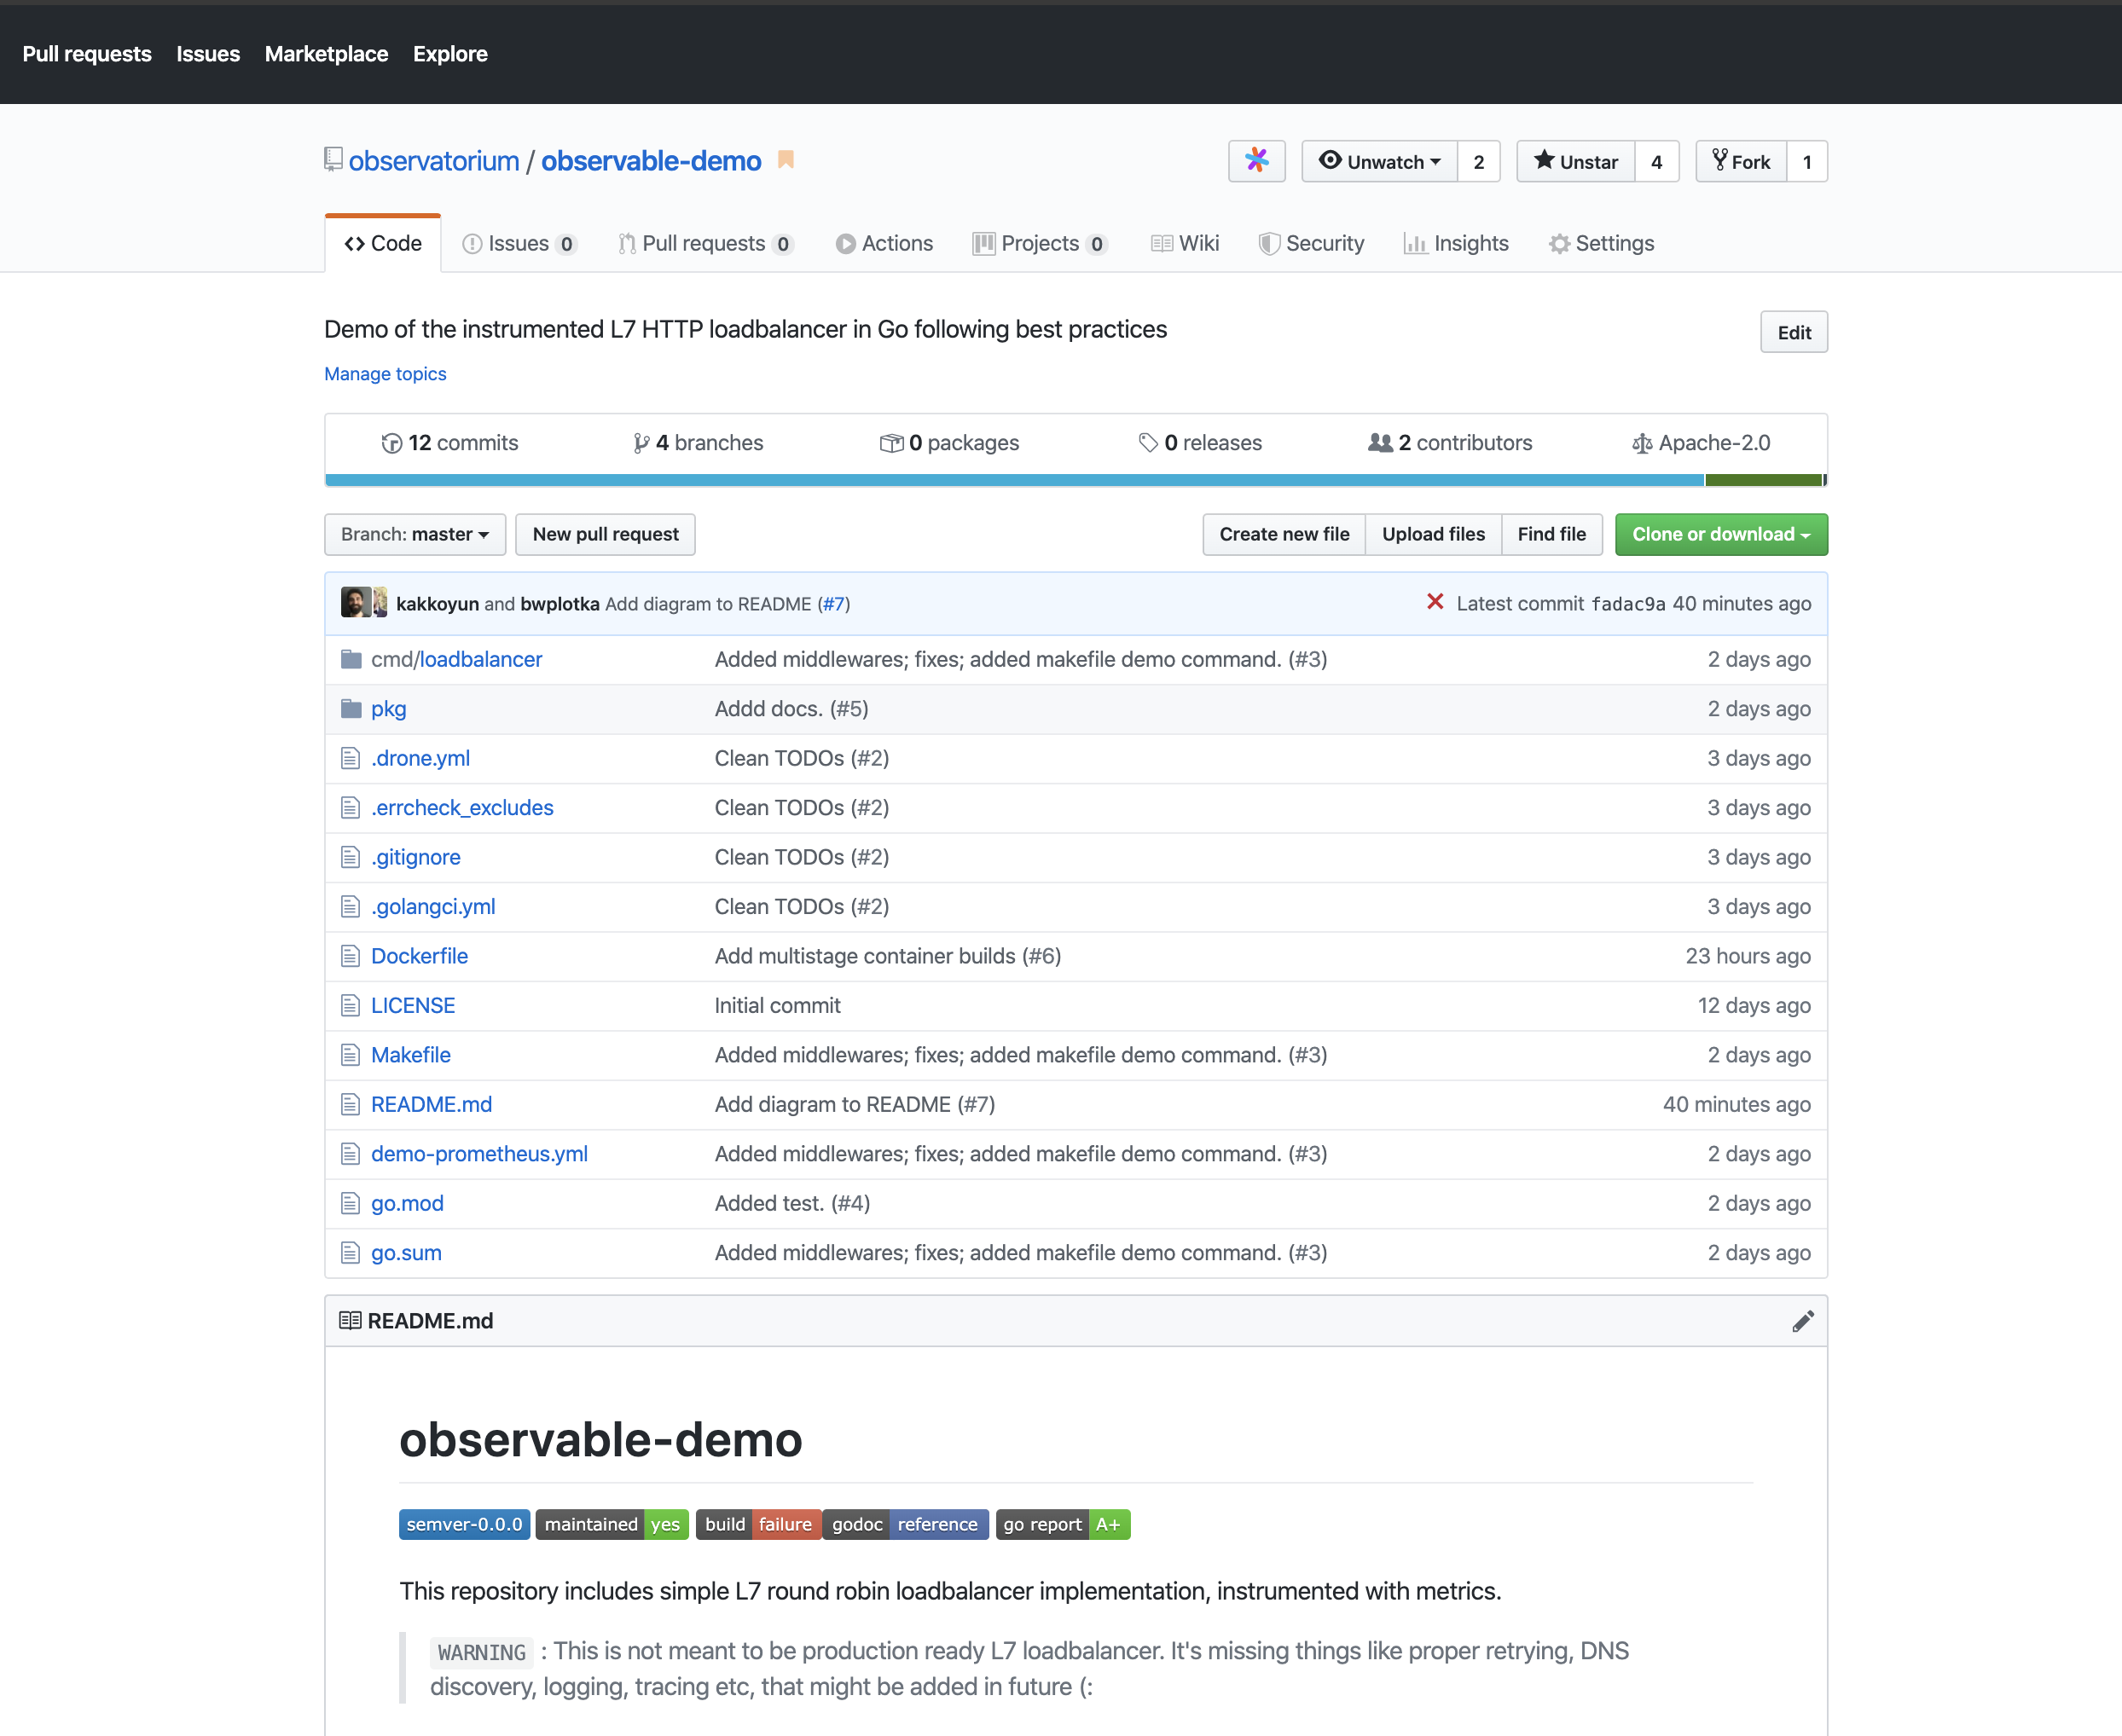 Pull requests Issues Marketplace Explore
observatorium / observable-demo
Unwatch 2 Unstar 4 Fork 1
Code Issues 0 Pull requests 0 Actions Projects 0 Wiki Security Insights Settings
Demo of the instrumented L7 HTTP loadbalancer in Go following best practices
Edit
Manage topics
12 commits 4 branches 0 packages 0 releases 2 contributors Apache-2.0
Branch: master New pull request Create new file Upload files Find file Clone or download
kakkoyun and bwplotka Add diagram to README (#7) Latest commit fadac9a 40 minutes ago
cmd/loadbalancer Added middlewares; fixes; added makefile demo command. (#3) 2 days ago
pkg Addd docs. (#5) 2 days ago
.drone.yml Clean TODOs (#2) 3 days ago
.errcheck_excludes Clean TODOs (#2) 3 days ago
.gitignore Clean TODOs (#2) 3 days ago
.golangci.yml Clean TODOs (#2) 3 days ago
Dockerfile Add multistage container builds (#6) 23 hours ago
LICENSE Initial commit 12 days ago
Makefile Added middlewares; fixes; added makefile demo command. (#3) 2 days ago
README.md Add diagram to README (#7) 40 minutes ago
demo-prometheus.yml Added middlewares; fixes; added makefile demo command. (#3) 2 days ago
go.mod Added test. (#4) 2 days ago
go.sum Added middlewares; fixes; added makefile demo command. (#3) 2 days ago
README.md
observable-demo
semver-0.0.0 maintained yes build failure godoc reference go report A+
This repository includes simple L7 round robin loadbalancer implementation, instrumented with metrics.
WARNING : This is not meant to be production ready L7 loadbalancer. It's missing things like proper retrying, DNS
discovery, logging, tracing etc, that might be added in future (: